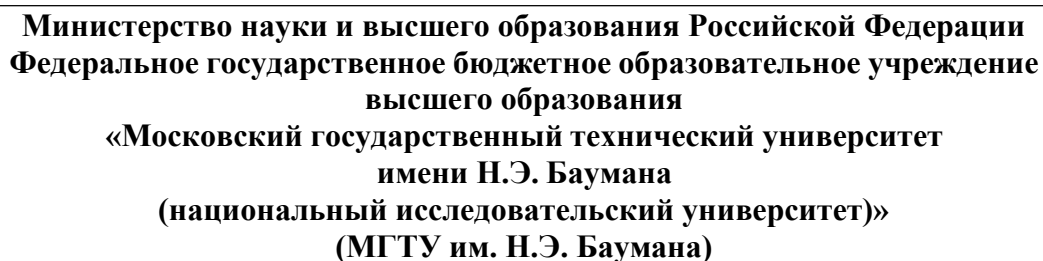 Министерство науки и высшего образования Российской Федерации
Федеральное государственное бюджетное образовательное учреждение
высшего образования
«Московский государственный технический университет
имени Н.Э. Баумана
(национальный исследовательский университет)»
(МГТУ им. Н.Э. Баумана)